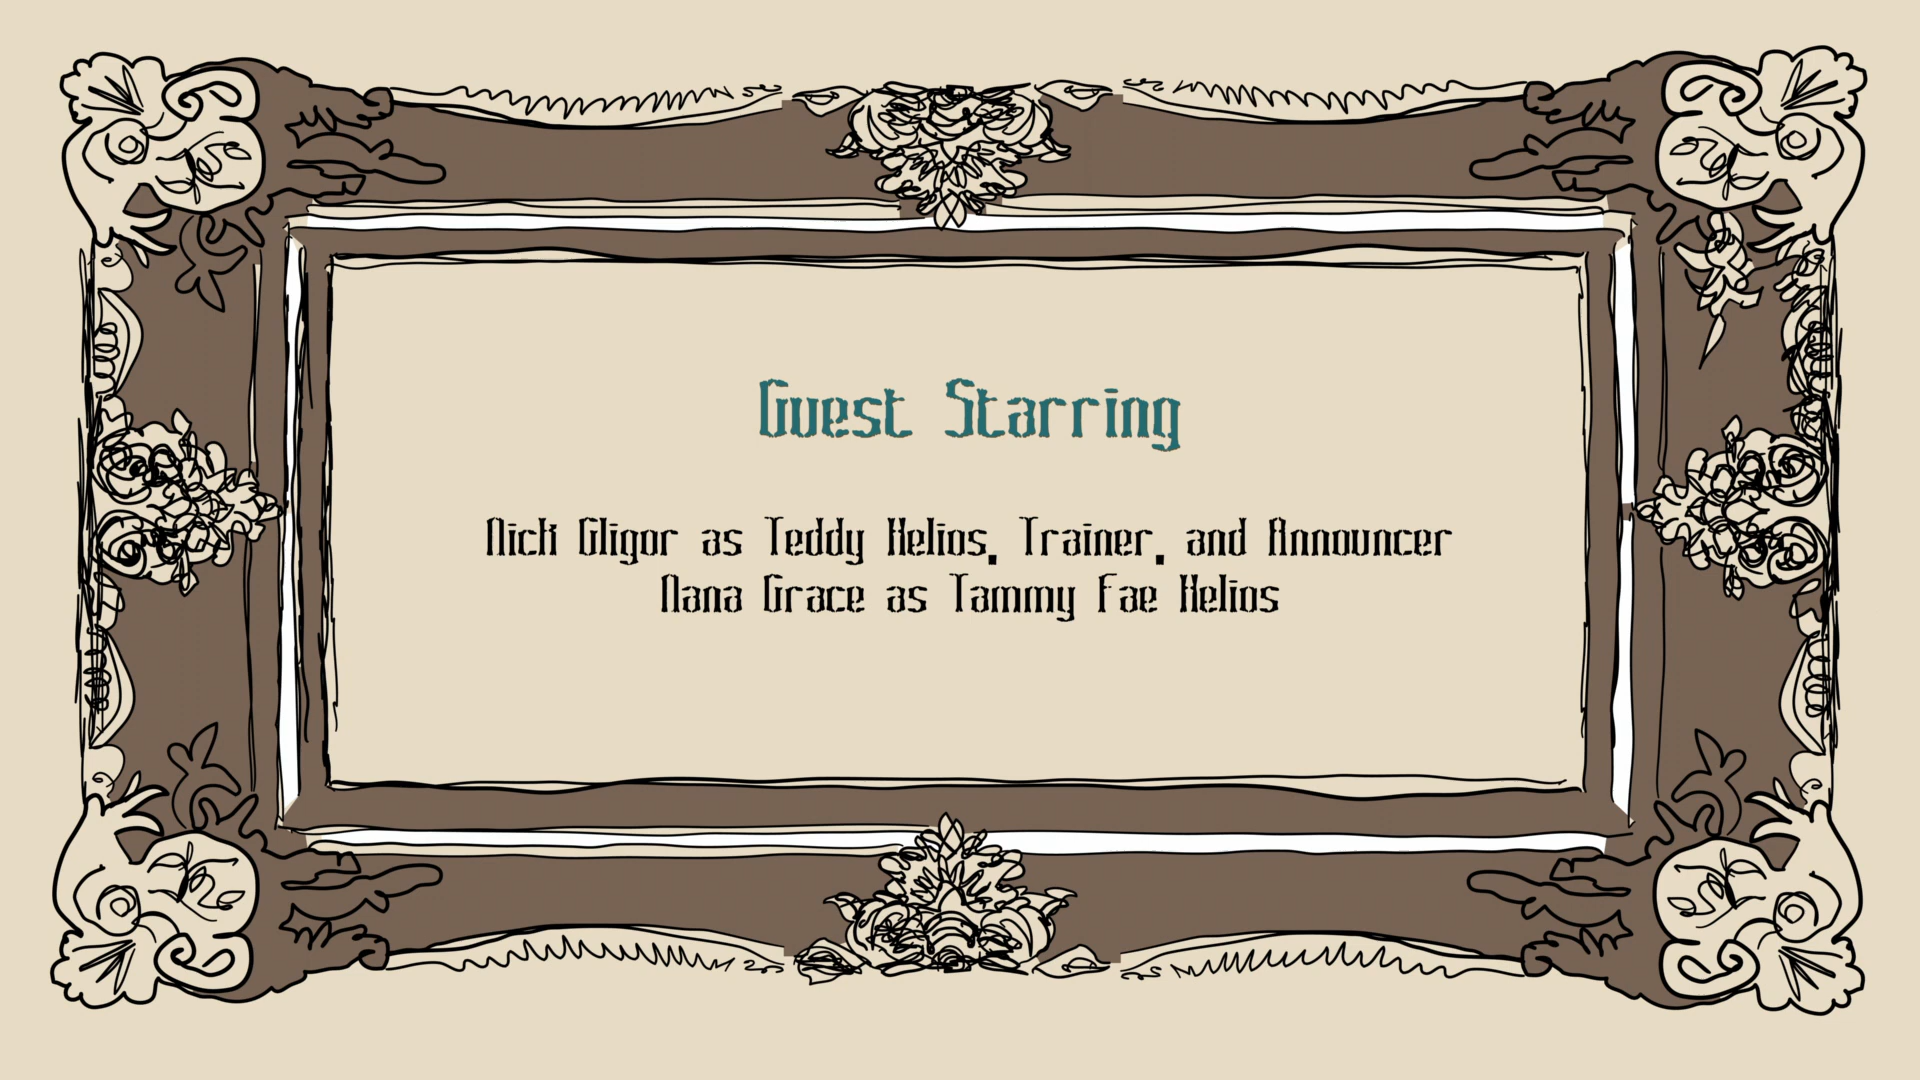 Guest Starring
Nick Gligor as Teddy Helios, Trainer, and Announcer
Nana Grace as Tammy Fae Helios